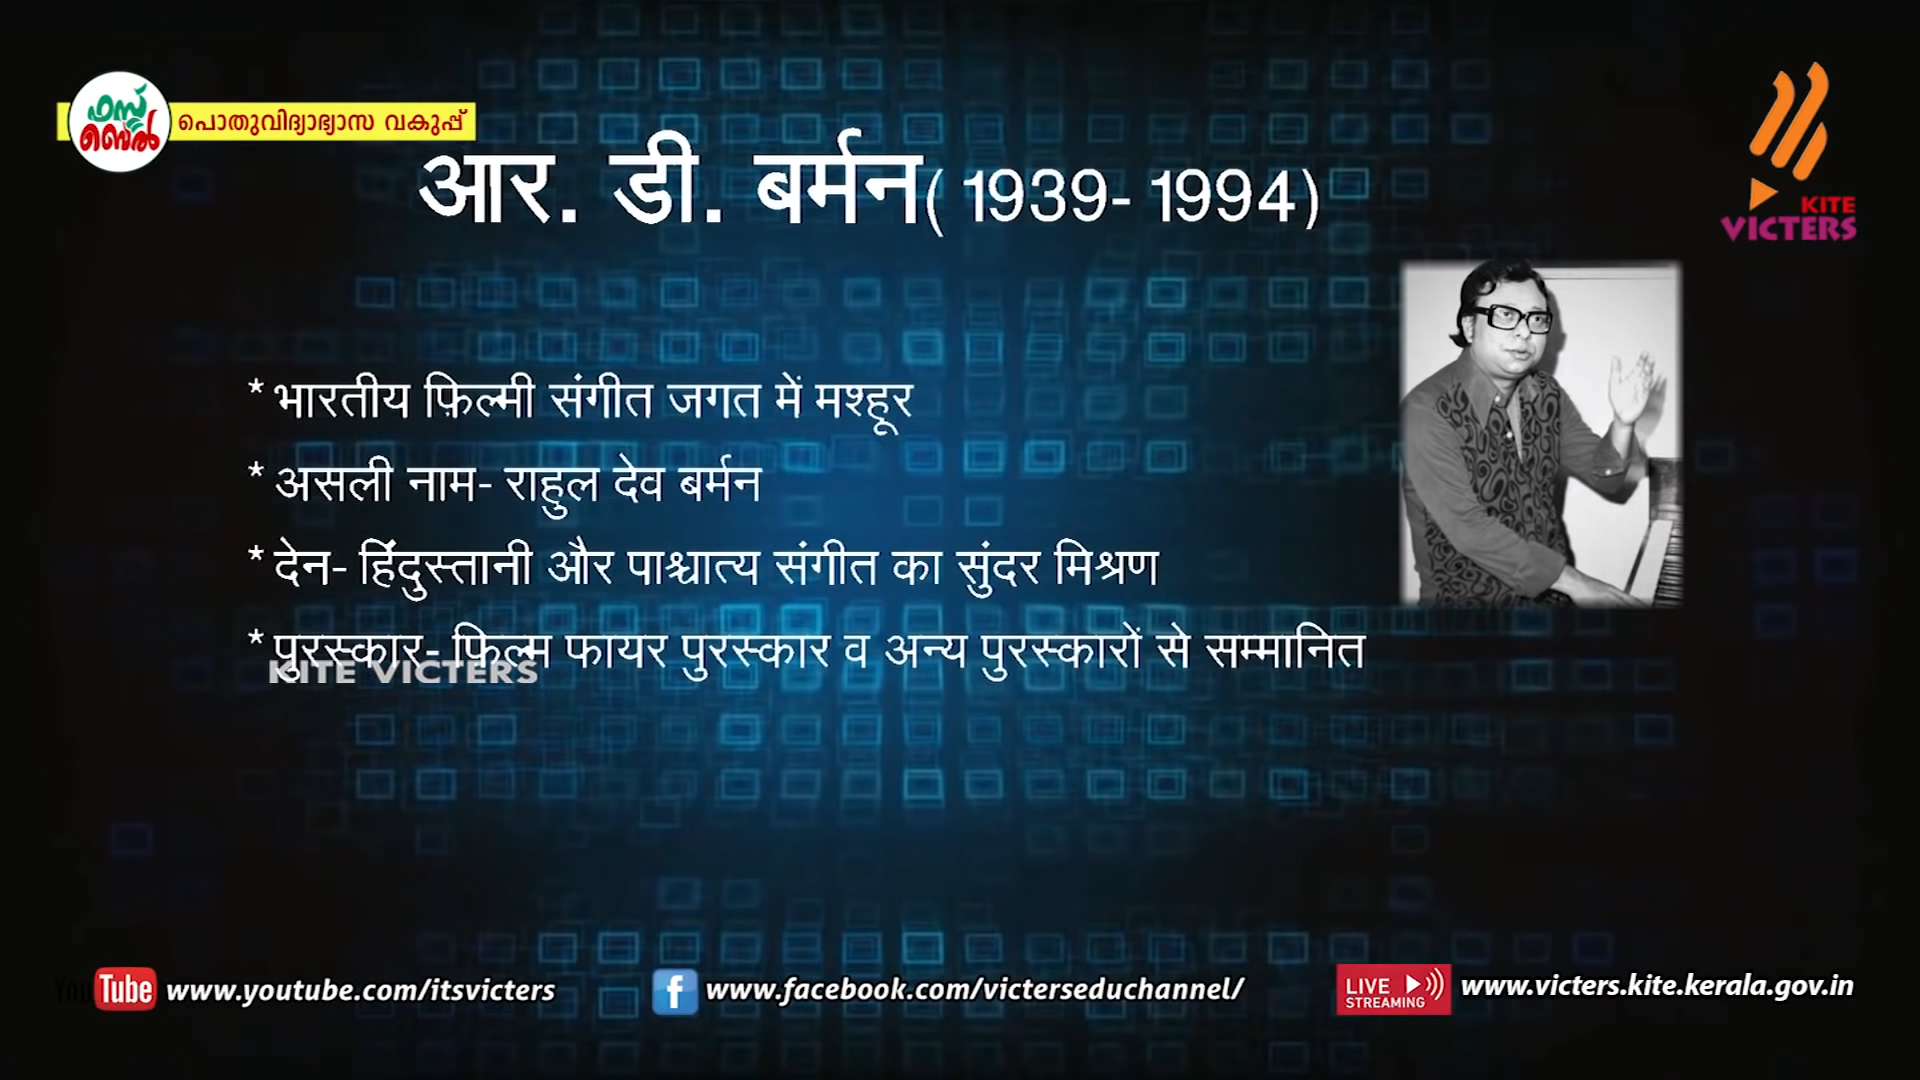 ഫസ്റ്റ് ബെൽ
പൊതുവിദ്യാഭ്യാസ വകുപ്പ്
KITE
VICTERS
आर. डी. बर्मन( 1939- 1994)
* भारतीय फ़िल्मी संगीत जगत में मश्हूर
* असली नाम- राहुल देव बर्मन
* देन- हिंदुस्तानी और पाश्चात्य संगीत का सुंदर मिश्रण
* पुरस्कार- फ़िल्म फायर पुरस्कार व अन्य पुरस्कारों से सम्मानित
KITE VICTERS
YouTube www.youtube.com/itsvicters
f www.facebook.com/victerseduchannel/
LIVE STREAMING www.victers.kite.kerala.gov.in